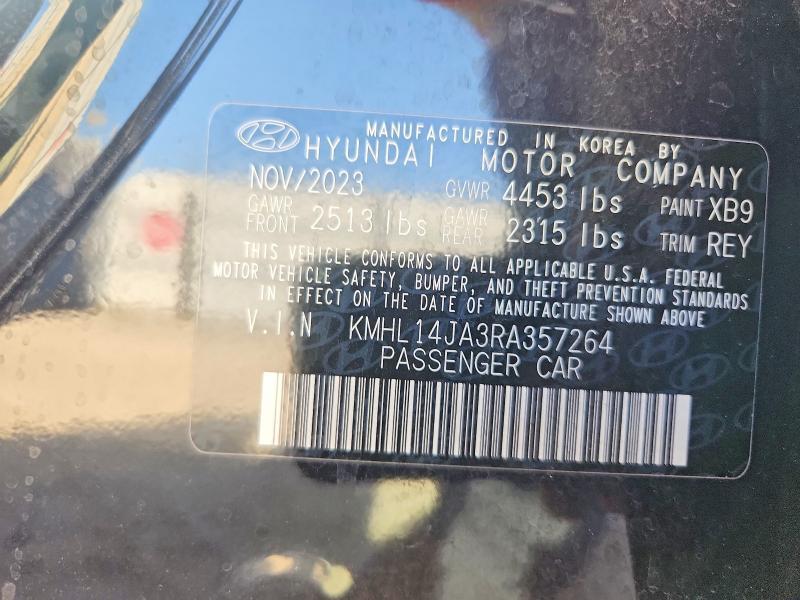 MANUFACTURED IN KOREA BY
HYUNDAI MOTOR COMPANY
NOV/2023 GVWR 4453 lbs PAINT XB9
GAWR FRONT 2513 lbs GAWR REAR 2315 lbs TRIM REY
THIS VEHICLE CONFORMS TO ALL APPLICABLE U.S.A. FEDERAL
MOTOR VEHICLE SAFETY, BUMPER, AND THEFT PREVENTION STANDARDS
IN EFFECT ON THE DATE OF MANUFACTURE SHOWN ABOVE
V.I.N KMHL14JA3RA357264
PASSENGER CAR